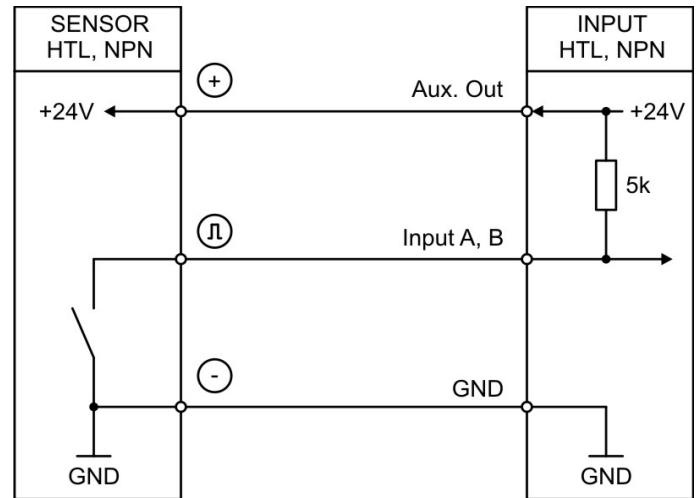 SENSOR
HTL, NPN
INPUT
HTL, NPN
+
Aux. Out
+24V
+24V
5k
Input A, B
-
GND
GND
GND